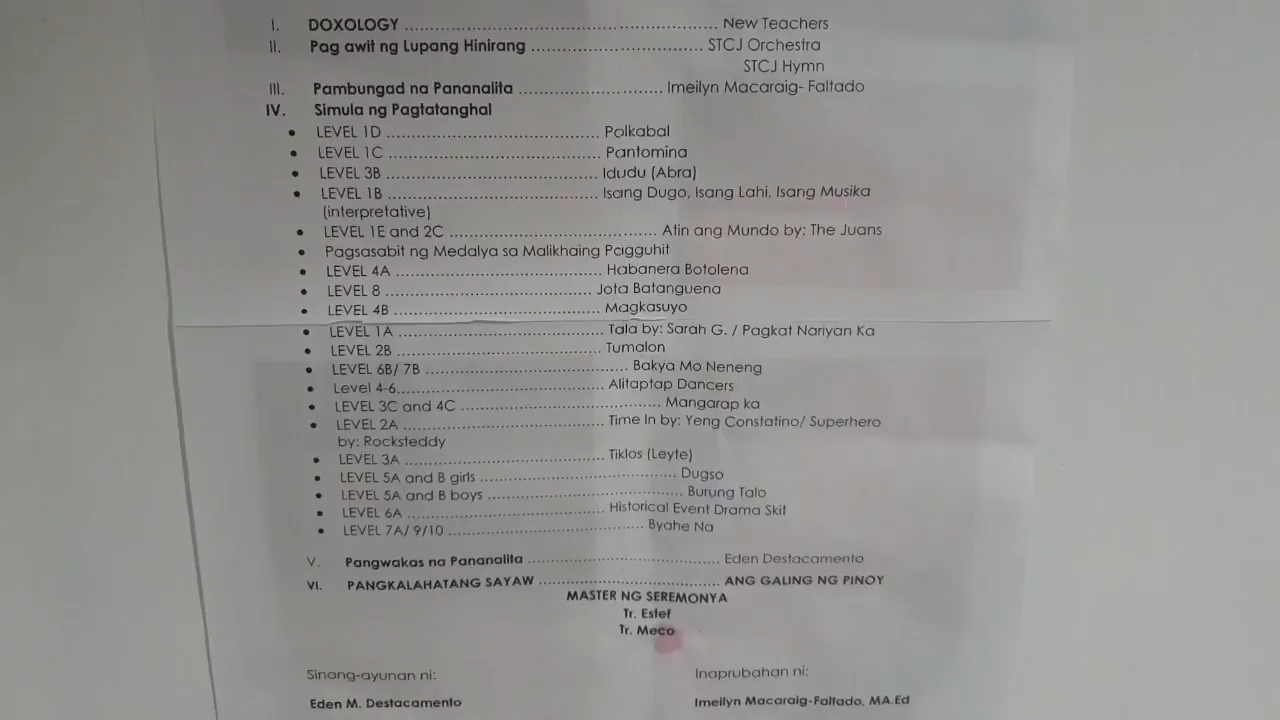 I. DOXOLOGY ........................................................... New Teachers
II. Pag awit ng Lupang Hinirang ................................. STCJ Orchestra
STCJ Hymn
III. Pambungad na Pananalita ........................... Imeilyn Macaraig- Faltado
IV. Simula ng Pagtatanghal
• LEVEL 1D ........................................ Polkabal
• LEVEL 1C ........................................ Pantomina
• LEVEL 3B ........................................ Idudu (Abra)
• LEVEL 1B ........................................ Isang Dugo, Isang Lahi, Isang Musika
(interpretative)
• LEVEL 1E and 2C ....................................... Atin ang Mundo by: The Juans
• Pagsasabit ng Medalya sa Malikhaing Pagguhit
• LEVEL 4A ....................................... Habanera Botolena
• LEVEL 8 ....................................... Jota Batanguena
• LEVEL 4B ....................................... Magkasuyo
• LEVEL 1A ....................................... Tala by: Sarah G. / Pagkat Nariyan Ka
• LEVEL 2B ....................................... Tumalon
• LEVEL 6B/ 7B ....................................... Bakya Mo Neneng
• Level 4-6....................................... Alitaptap Dancers
• LEVEL 3C and 4C ....................................... Mangarap ka
• LEVEL 2A ....................................... Time In by: Yeng Constatino/ Superhero
by: Rocksteddy
• LEVEL 3A ....................................... Tiklos (Leyte)
• LEVEL 5A and B girls ....................................... Dugso
• LEVEL 5A and B boys ....................................... Burung Talo
• LEVEL 6A ....................................... Historical Event Drama Skit
• LEVEL 7A/ 9/10 ....................................... Byahe Na
V. Pangwakas na Pananalita ....................................... Eden Destacamento
VI. PANGKALAHATANG SAYAW ....................................... ANG GALING NG PINOY
MASTER NG SEREMONYA
Tr. Estef
Tr. Meco
Sinang-ayunan ni: Inaprubahan ni:
Eden M. Destacamento Imeilyn Macaraig-Faltado, MA.Ed